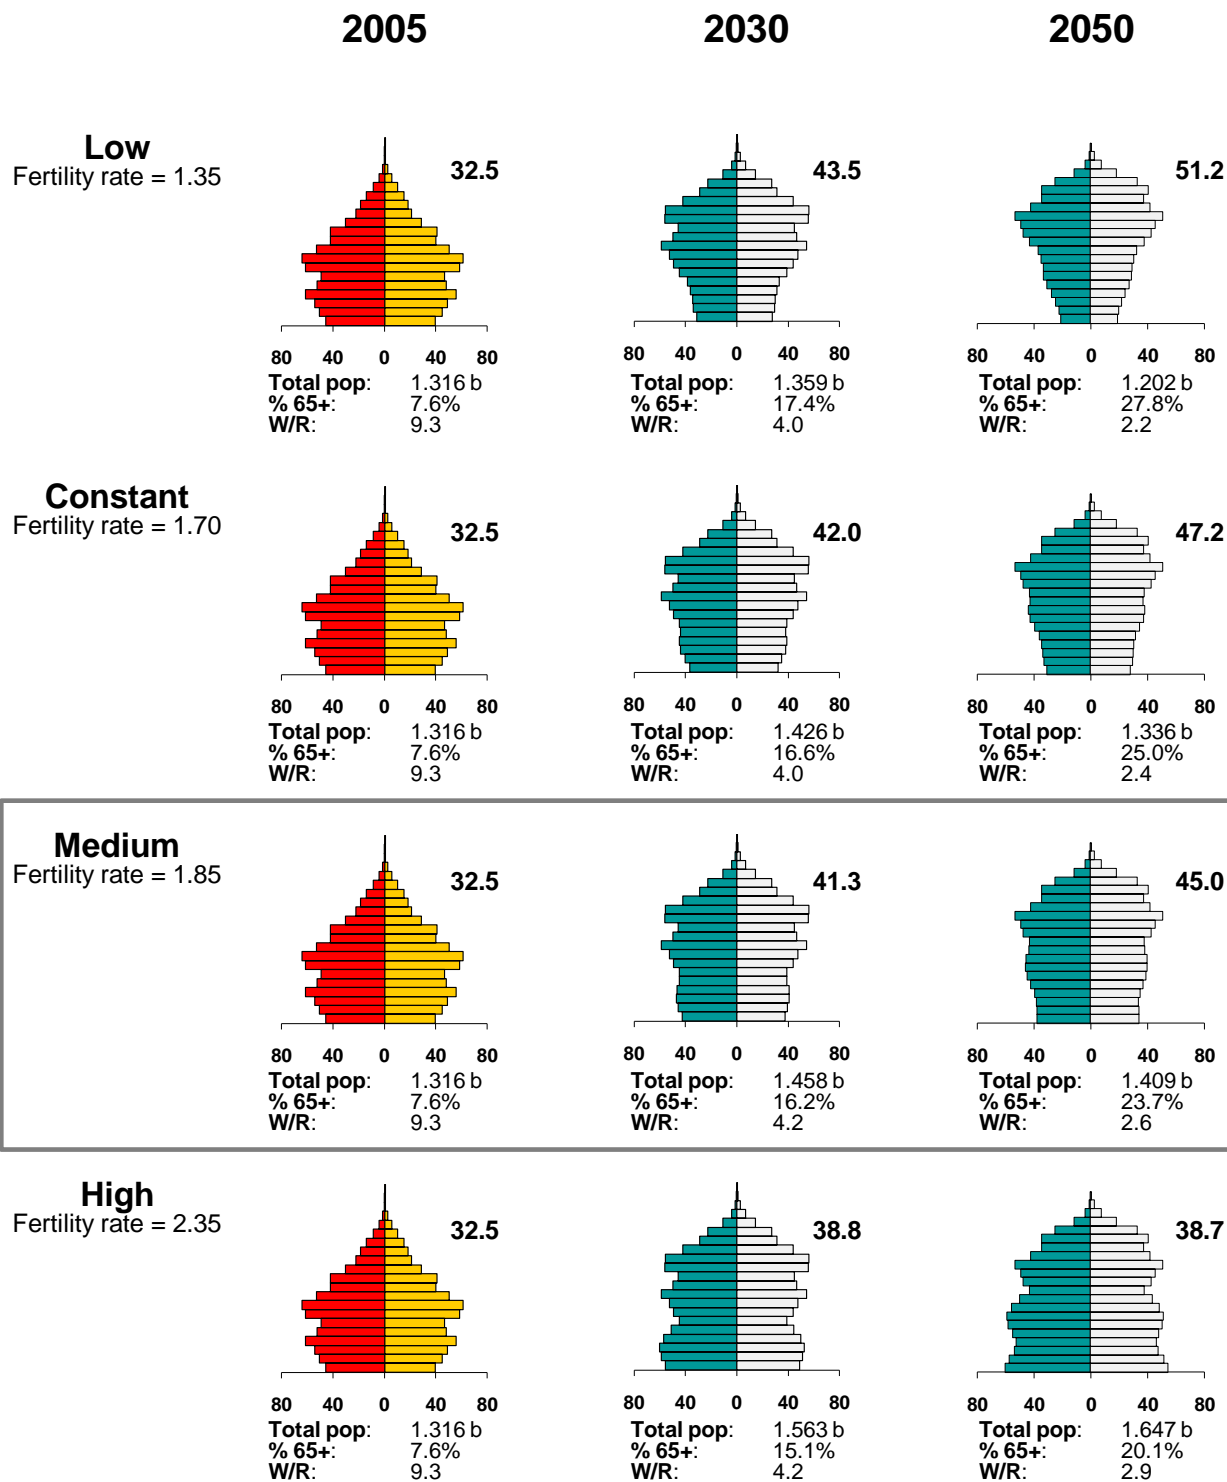 2005 2030 2050
Low
Fertility rate = 1.35
32.5 43.5 51.2
80 40 0 40 80 80 40 0 40 80 80 40 0 40 80
Total pop: 1.316 b Total pop: 1.359 b Total pop: 1.202 b
% 65+: 7.6% % 65+: 17.4% % 65+: 27.8%
W/R: 9.3 W/R: 4.0 W/R: 2.2
Constant
Fertility rate = 1.70
32.5 42.0 47.2
80 40 0 40 80 80 40 0 40 80 80 40 0 40 80
Total pop: 1.316 b Total pop: 1.426 b Total pop: 1.336 b
% 65+: 7.6% % 65+: 16.6% % 65+: 25.0%
W/R: 9.3 W/R: 4.0 W/R: 2.4
Medium
Fertility rate = 1.85
32.5 41.3 45.0
80 40 0 40 80 80 40 0 40 80 80 40 0 40 80
Total pop: 1.316 b Total pop: 1.458 b Total pop: 1.409 b
% 65+: 7.6% % 65+: 16.2% % 65+: 23.7%
W/R: 9.3 W/R: 4.2 W/R: 2.6
High
Fertility rate = 2.35
32.5 38.8 38.7
80 40 0 40 80 80 40 0 40 80 80 40 0 40 80
Total pop: 1.316 b Total pop: 1.563 b Total pop: 1.647 b
% 65+: 7.6% % 65+: 15.1% % 65+: 20.1%
W/R: 9.3 W/R: 4.2 W/R: 2.9